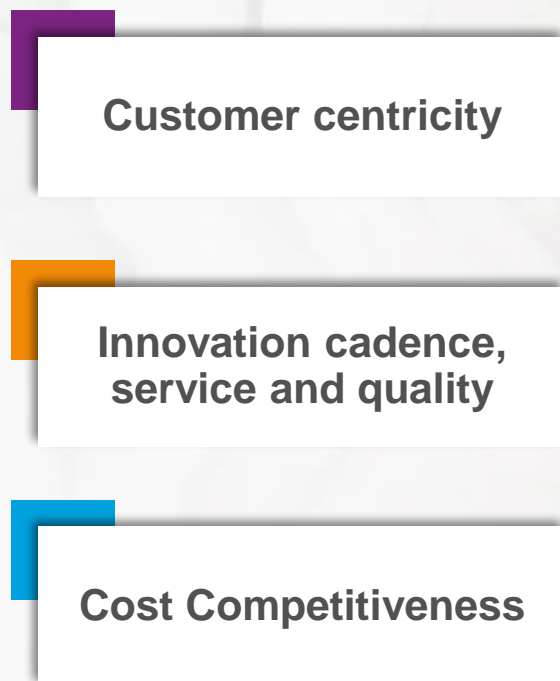 Customer centricity
Innovation cadence,
service and quality
Cost Competitiveness